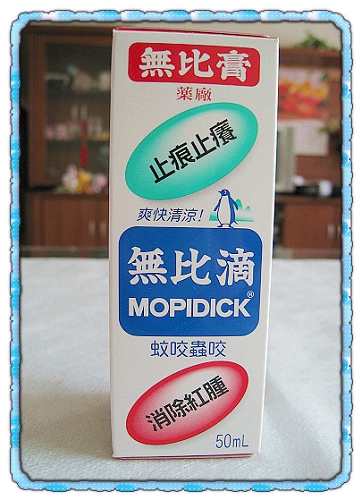 無比膏
薬廠
止痕止癢
爽快清涼!
無比滴
MOPIDICK®
蚊咬蟲咬
消除紅腫
50mL